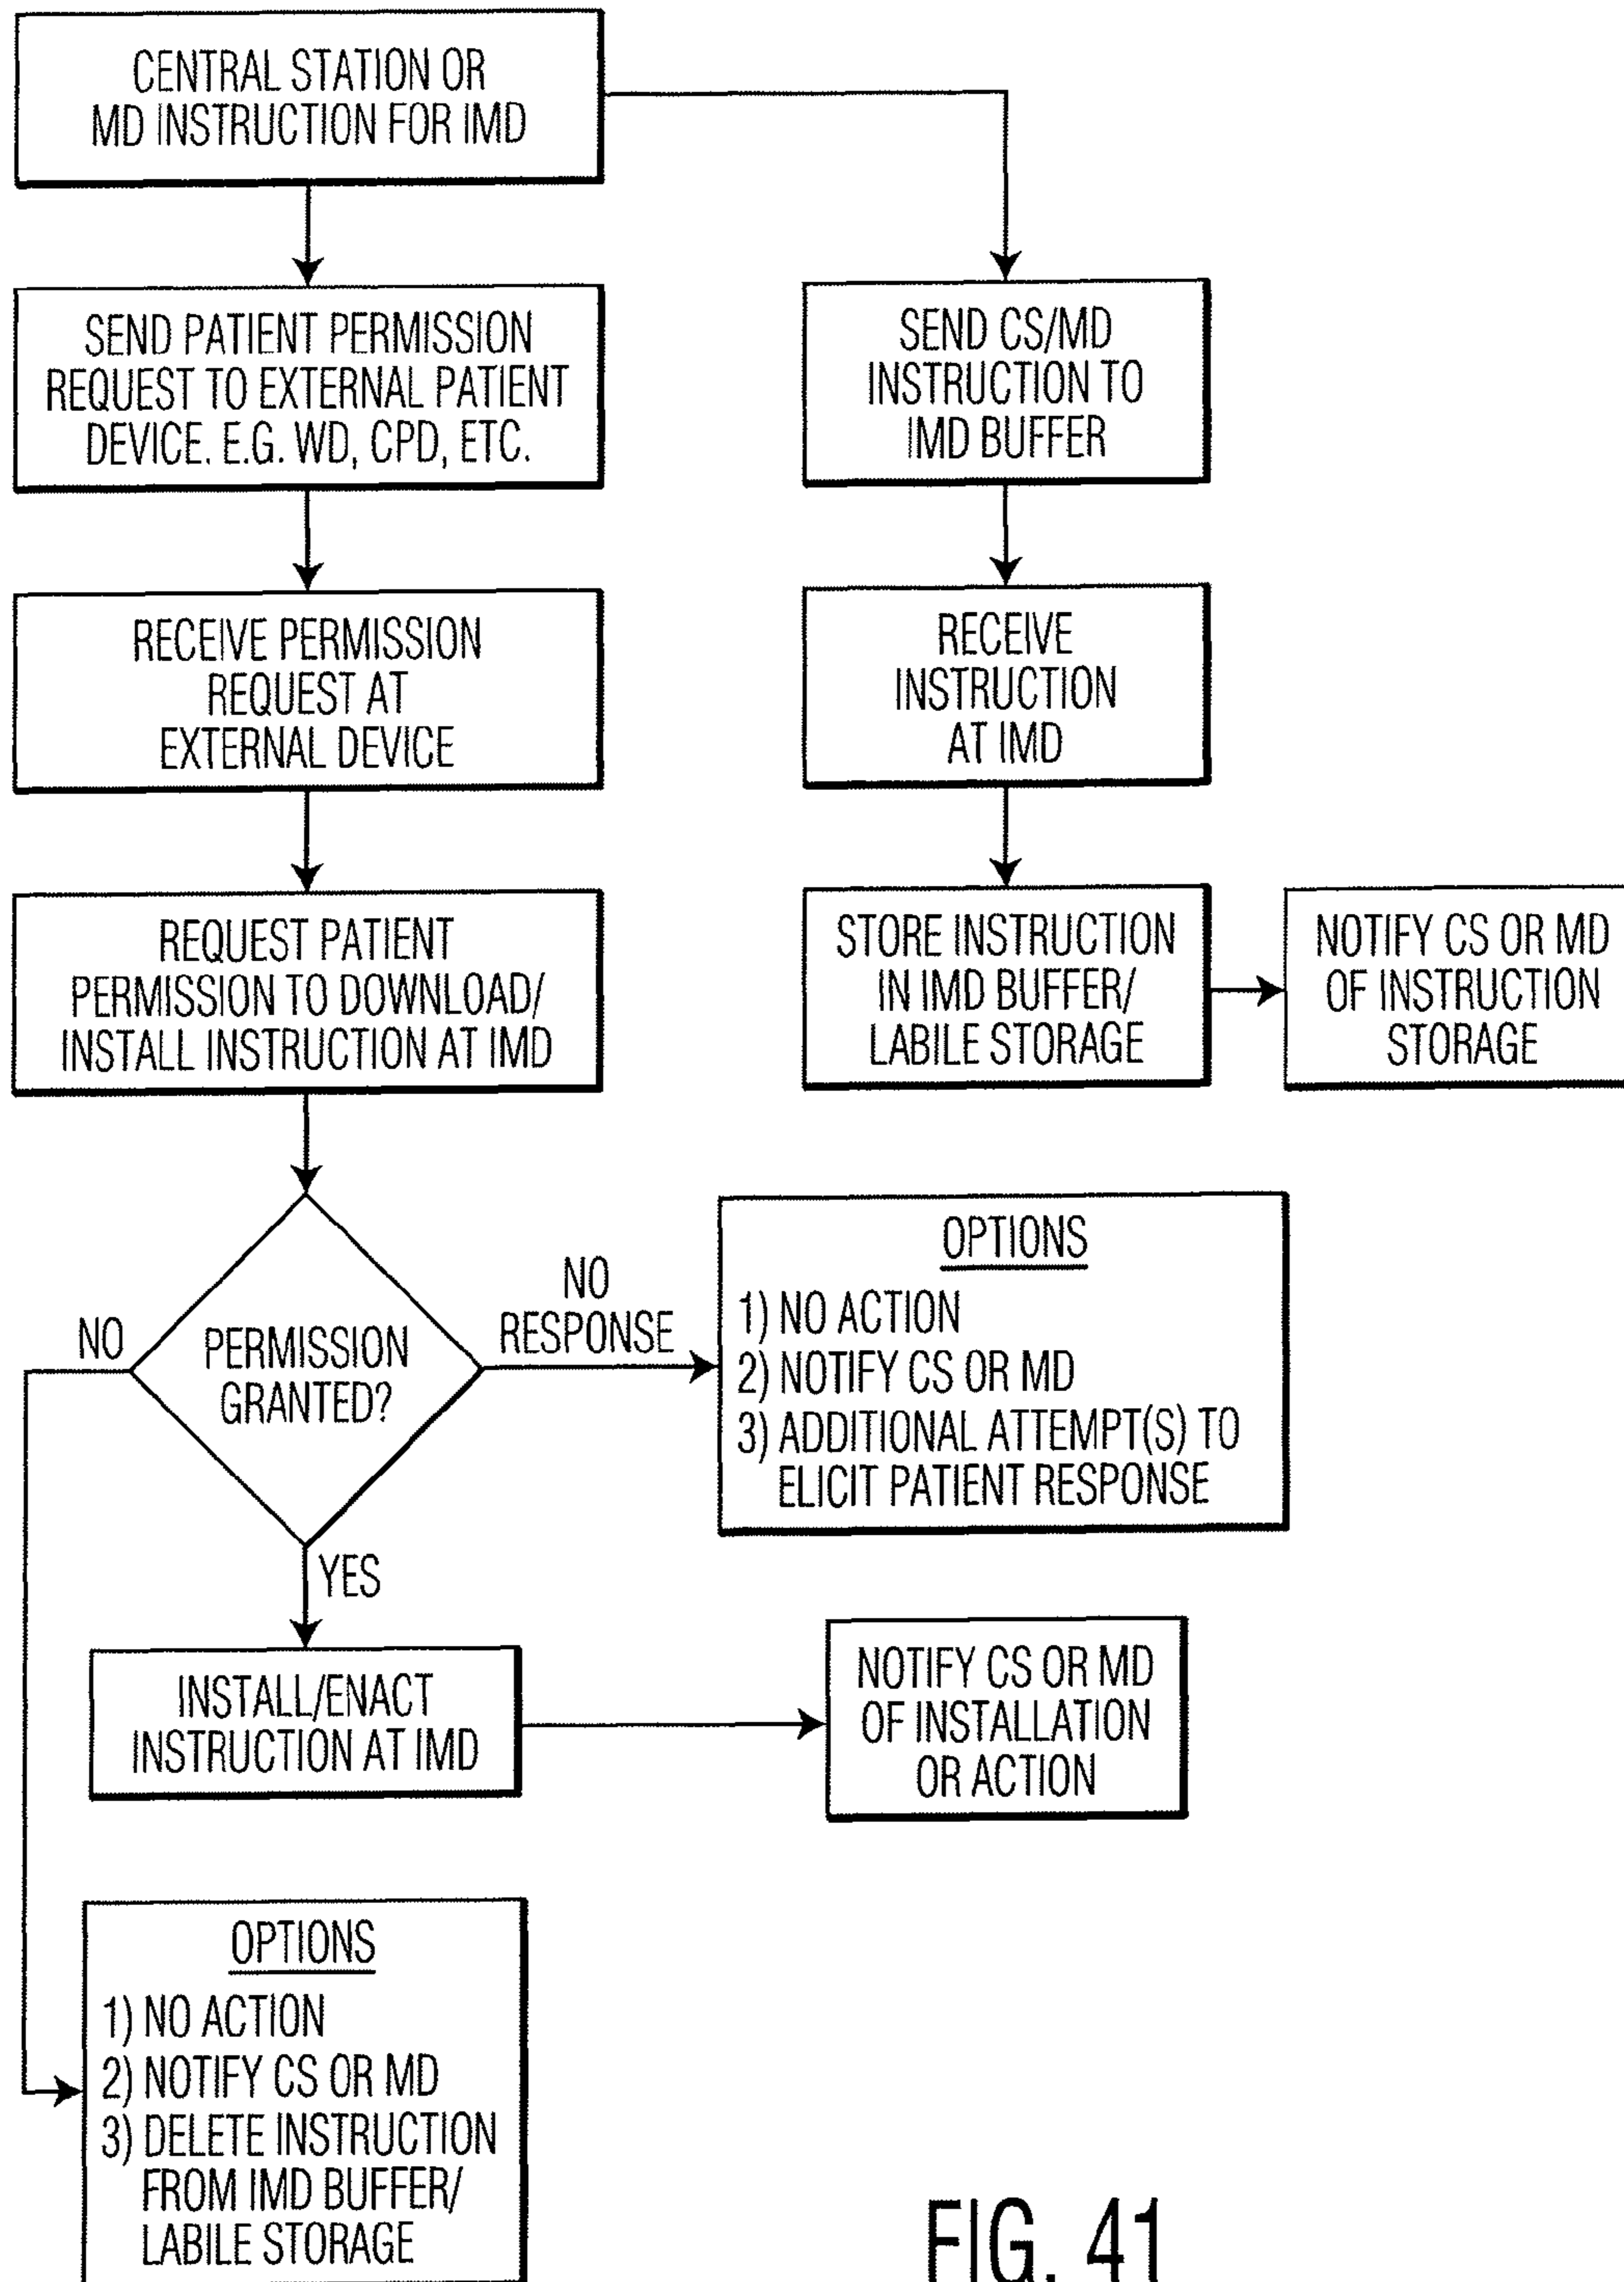 CENTRAL STATION OR
MD INSTRUCTION FOR IMD
SEND PATIENT PERMISSION
REQUEST TO EXTERNAL PATIENT
DEVICE. E.G. WD, CPD, ETC.
SEND CS/MD
INSTRUCTION TO
IMD BUFFER
RECEIVE PERMISSION
REQUEST AT
EXTERNAL DEVICE
RECEIVE
INSTRUCTION
AT IMD
REQUEST PATIENT
PERMISSION TO DOWNLOAD/
INSTALL INSTRUCTION AT IMD
STORE INSTRUCTION
IN IMD BUFFER/
LABILE STORAGE
NOTIFY CS OR MD
OF INSTRUCTION
STORAGE
PERMISSION
GRANTED?
NO
NO
RESPONSE
OPTIONS
1) NO ACTION
2) NOTIFY CS OR MD
3) ADDITIONAL ATTEMPT(S) TO
ELICIT PATIENT RESPONSE
YES
INSTALL/ENACT
INSTRUCTION AT IMD
NOTIFY CS OR MD
OF INSTALLATION
OR ACTION
OPTIONS
1) NO ACTION
2) NOTIFY CS OR MD
3) DELETE INSTRUCTION
FROM IMD BUFFER/
LABILE STORAGE
FIG. 41